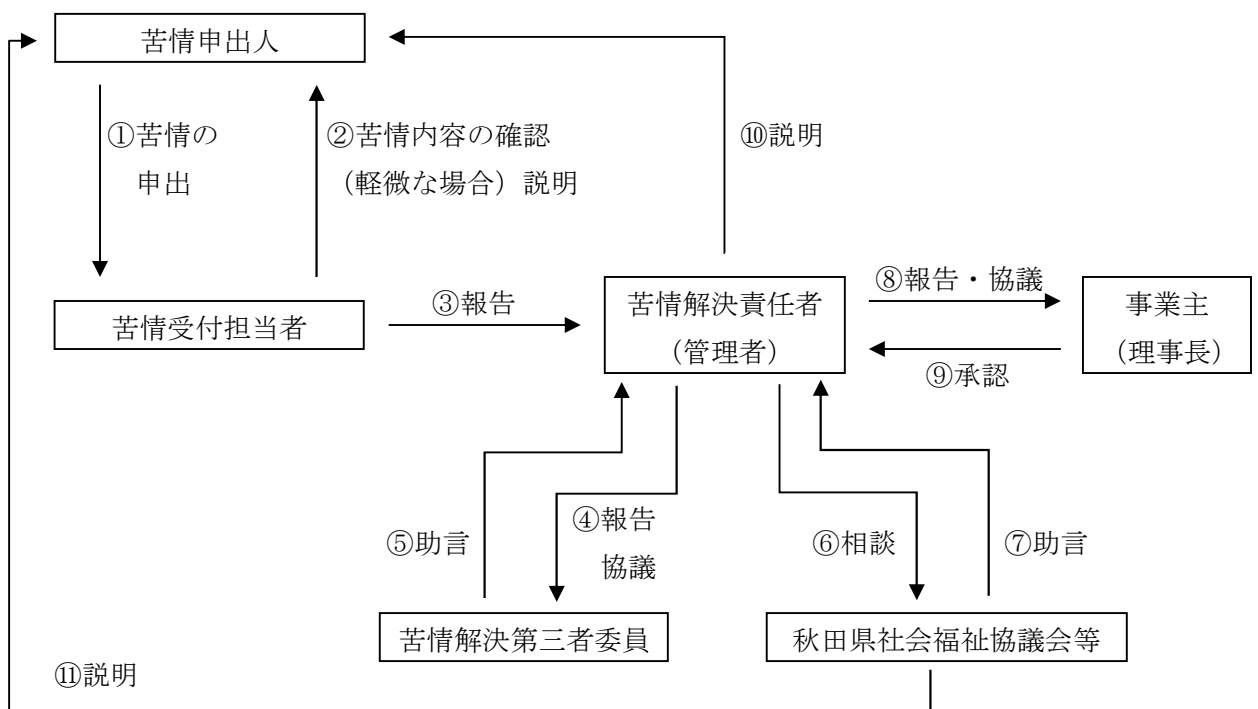 苦情申出人
①苦情の
申出
②苦情内容の確認
（軽微な場合）説明
⑩説明
苦情受付担当者
③報告
苦情解決責任者
（管理者）
⑧報告・協議
⑨承認
事業主
（理事長）
⑤助言
④報告
協議
⑥相談
⑦助言
苦情解決第三者委員
秋田県社会福祉協議会等
⑪説明